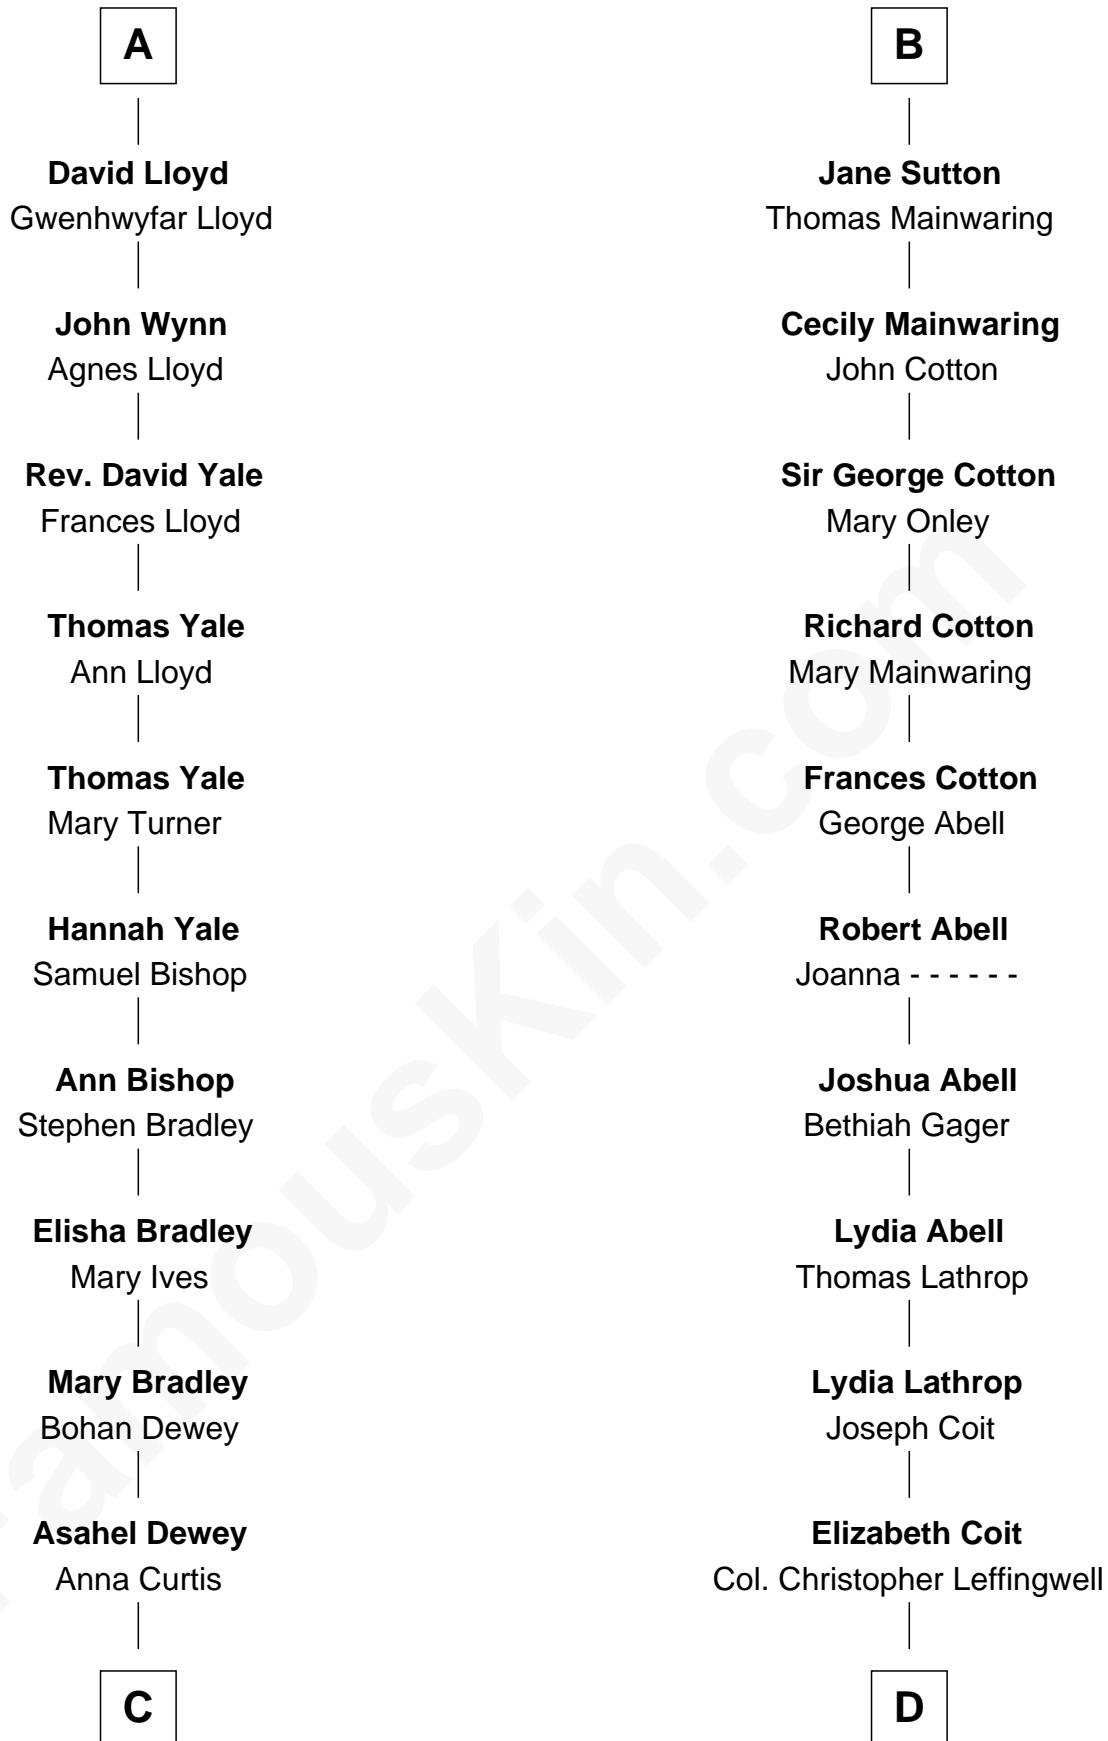 A
David Lloyd
Gwenhwyfar Lloyd
John Wynn
Agnes Lloyd
Rev. David Yale
Frances Lloyd
Thomas Yale
Ann Lloyd
Thomas Yale
Mary Turner
Hannah Yale
Samuel Bishop
Ann Bishop
Stephen Bradley
Elisha Bradley
Mary Ives
Mary Bradley
Bohan Dewey
Asahel Dewey
Anna Curtis
C
B
Jane Sutton
Thomas Mainwaring
Cecily Mainwaring
John Cotton
Sir George Cotton
Mary Onley
Richard Cotton
Mary Mainwaring
Frances Cotton
George Abell
Robert Abell
Joanna - - - - - -
Joshua Abell
Bethiah Gager
Lydia Abell
Thomas Lathrop
Lydia Lathrop
Joseph Coit
Elizabeth Coit
Col. Christopher Leffingwell
D
FamousKin.com